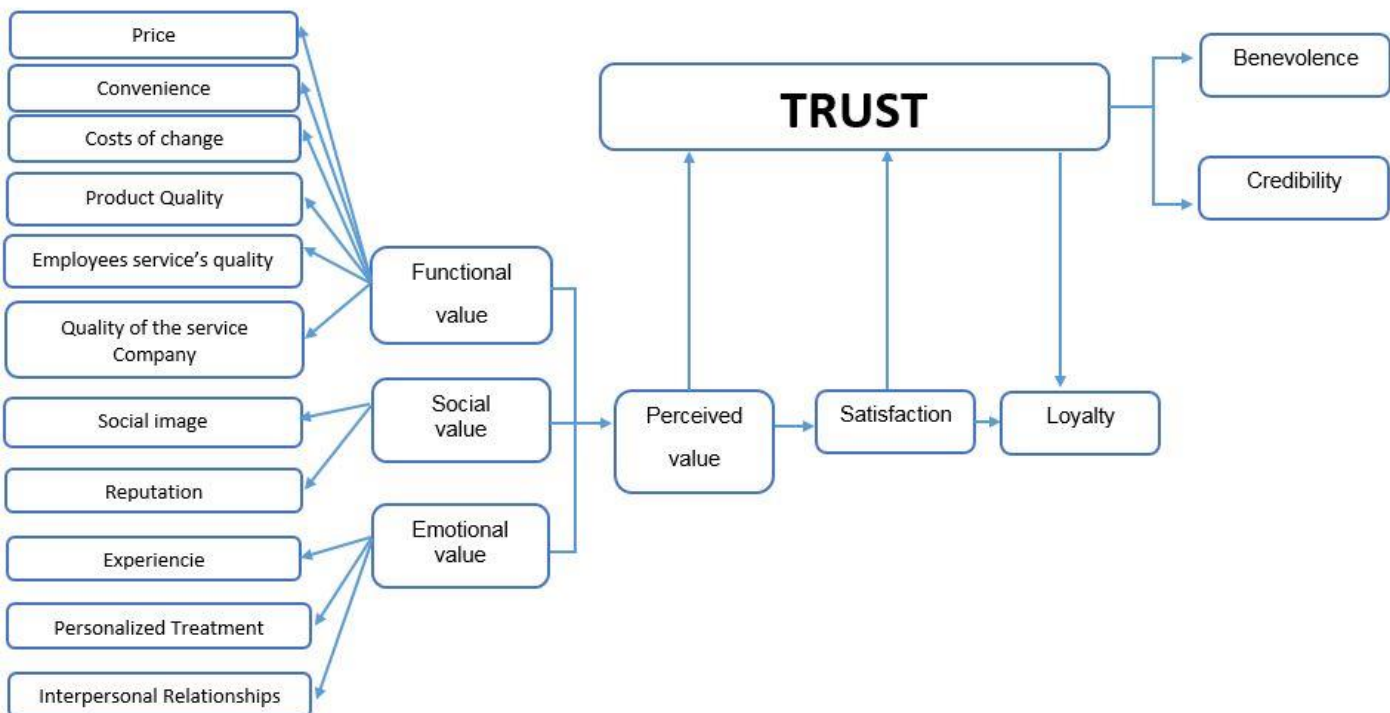 Price
Convenience
Costs of change
Product Quality
Employees service’s quality
Quality of the service
Company
Social image
Reputation
Experiencie
Personalized Treatment
Interpersonal Relationships
Functional
value
Social
value
Emotional
value
Perceived
value
Satisfaction
Loyalty
TRUST
Benevolence
Credibility